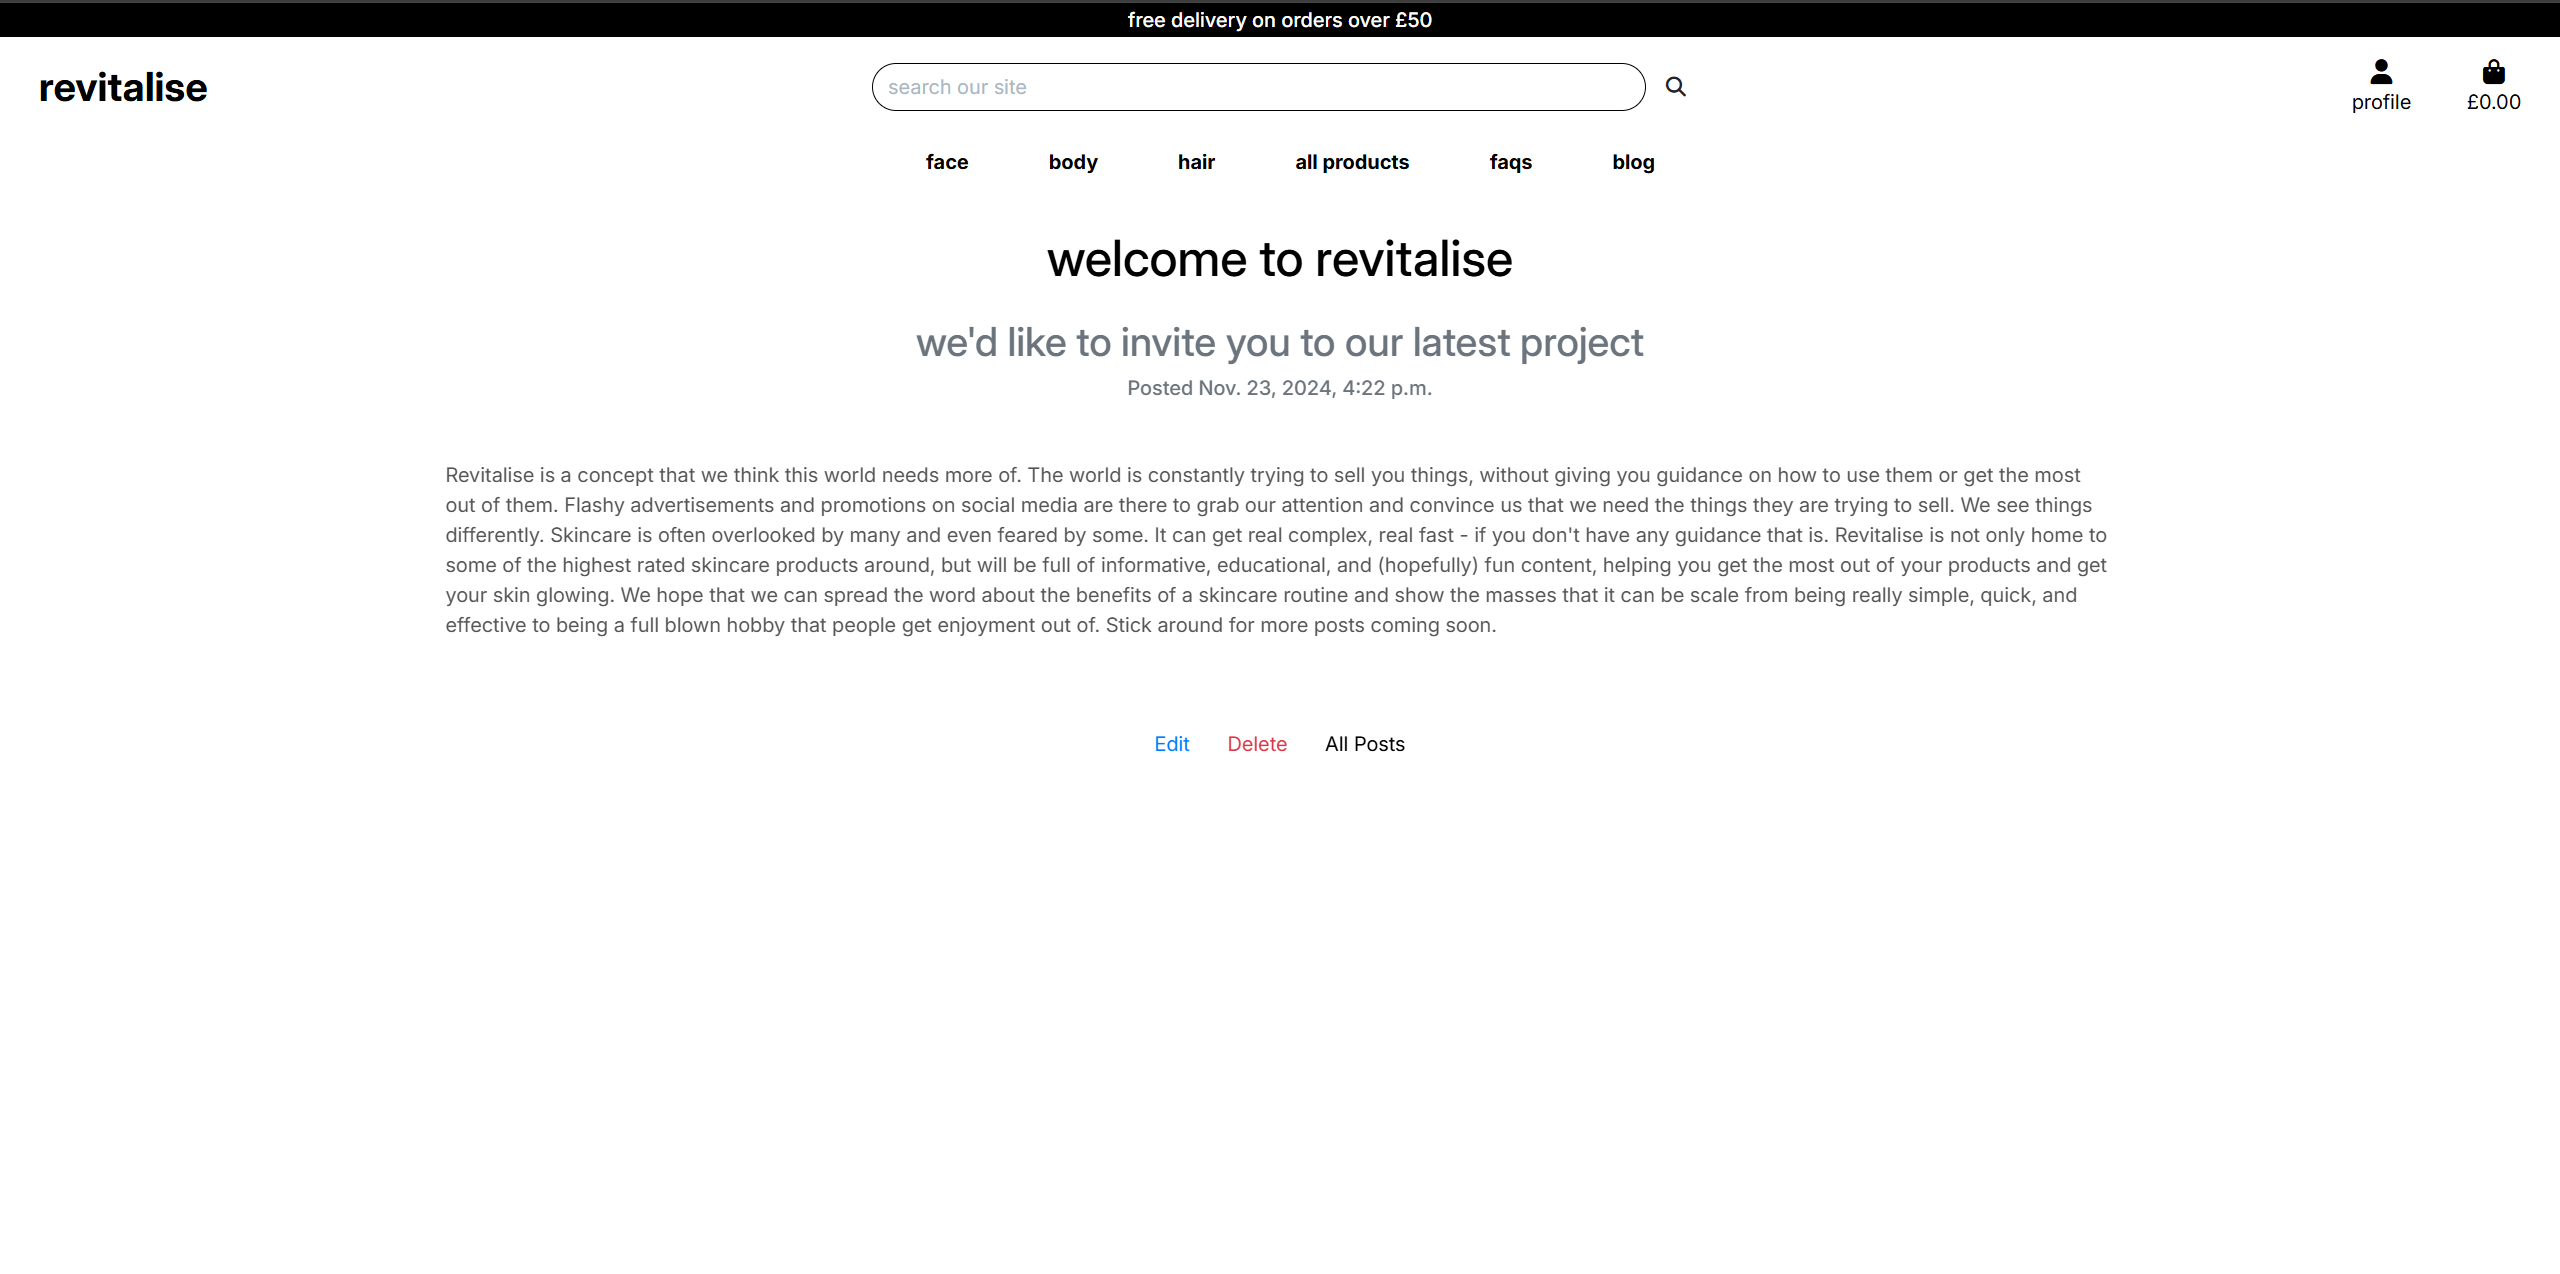 free delivery on orders over £50
revitalise
search our site
profile
£0.00
face body hair all products faqs blog
welcome to revitalise
we'd like to invite you to our latest project
Posted Nov. 23, 2024, 4:22 p.m.
Revitalise is a concept that we think this world needs more of. The world is constantly trying to sell you things, without giving you guidance on how to use them or get the most
out of them. Flashy advertisements and promotions on social media are there to grab our attention and convince us that we need the things they are trying to sell. We see things
differently. Skincare is often overlooked by many and even feared by some. It can get real complex, real fast - if you don't have any guidance that is. Revitalise is not only home to
some of the highest rated skincare products around, but will be full of informative, educational, and (hopefully) fun content, helping you get the most out of your products and get
your skin glowing. We hope that we can spread the word about the benefits of a skincare routine and show the masses that it can be scale from being really simple, quick, and
effective to being a full blown hobby that people get enjoyment out of. Stick around for more posts coming soon.
Edit Delete All Posts